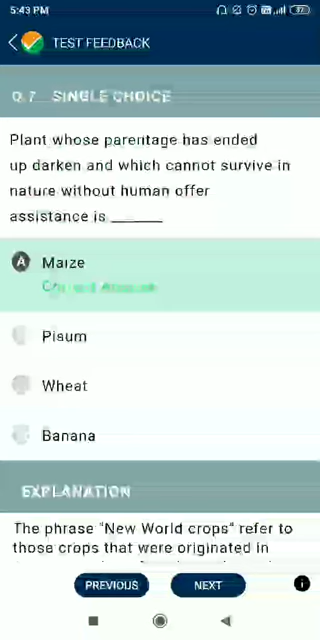 5:43 PM
TEST FEEDBACK
Q.7 SINGLE CHOICE
Plant whose parentage has ended
up darken and which cannot survive in
nature without human offer
assistance is ______
A Maize
Pisum
Wheat
Banana
EXPLANATION
The phrase "New World crops" refer to
those crops that were originated in
PREVIOUS
NEXT